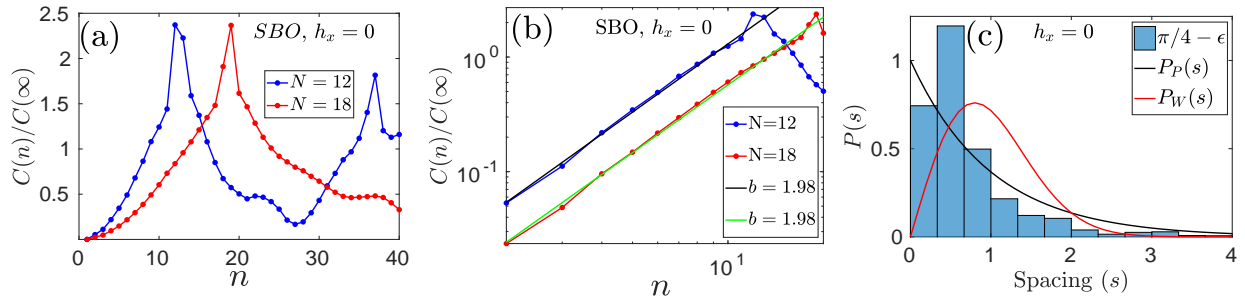 (a)
SBO, h_x = 0
N = 12
N = 18
C(n)/C(∞)
2.5
2
1.5
1
0.5
0
10
20
30
40
n
(b)
SBO, h_x = 0
N=12
N=18
b = 1.98
b = 1.98
C(n)/C(∞)
10^0
10^-1
10^1
n
(c)
h_x = 0
π/4 − ϵ
P_P(s)
P_W(s)
P(s)
1
0.5
0
0
1
2
3
4
Spacing (s)